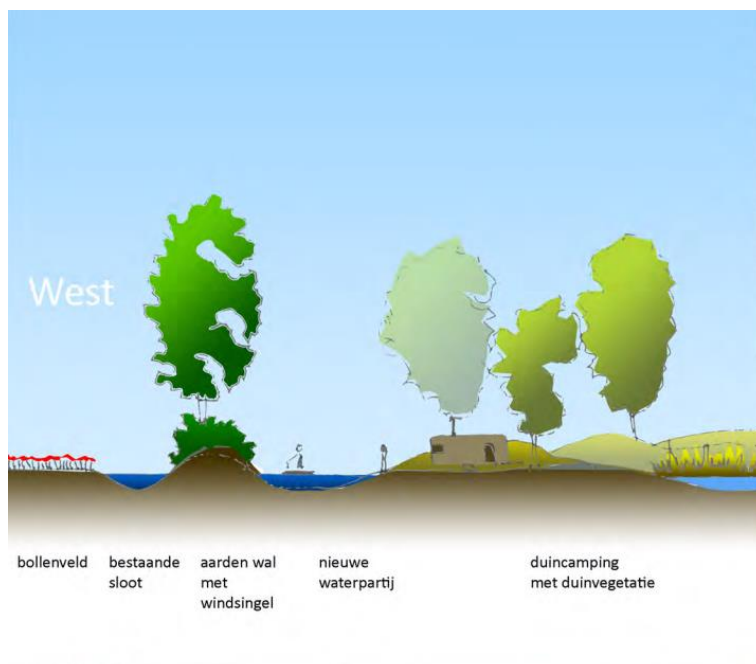 West
bollenveld
bestaande
sloot
aarden wal
met
windsingel
nieuwe
waterpartij
duincamping
met duinvegetatie